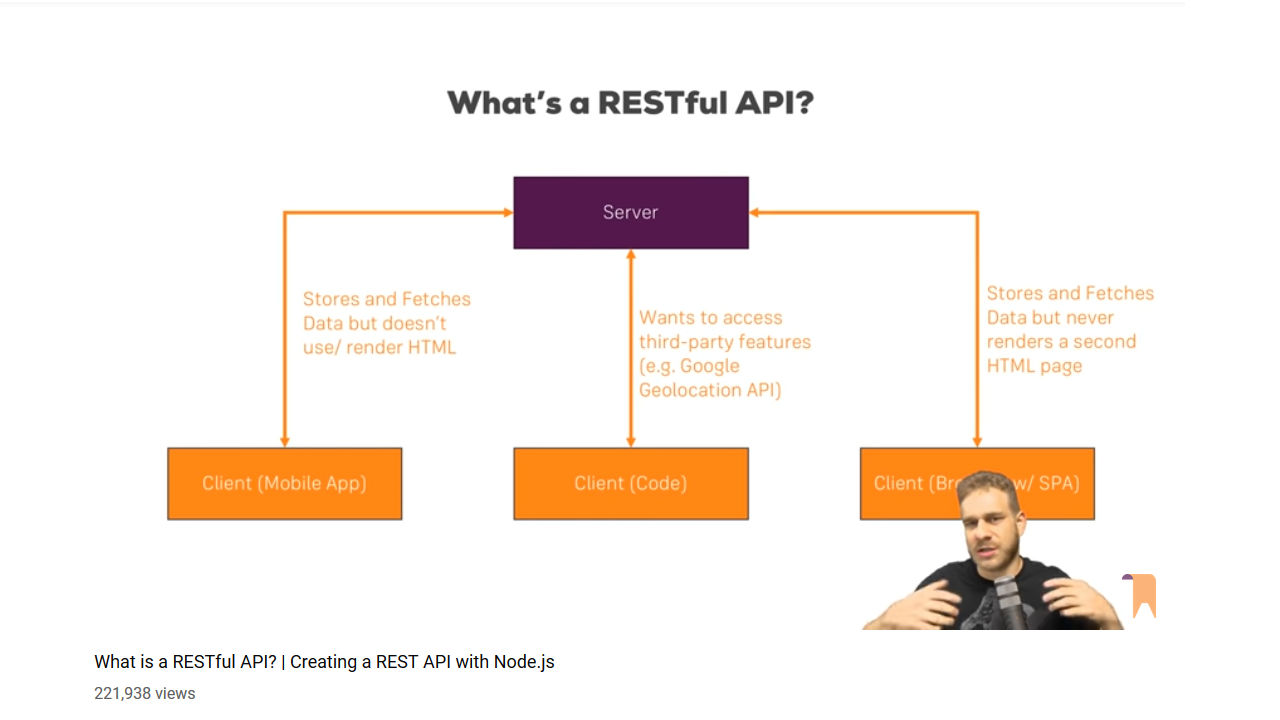 What's a RESTful API?
Server
Stores and Fetches
Data but doesn't
use/ render HTML
Wants to access
third-party features
(e.g. Google
Geolocation API)
Stores and Fetches
Data but never
renders a second
HTML page
Client (Mobile App)
Client (Code)
Client w/ SPA)
What is a RESTful API? | Creating a REST API with Node.js
221,938 views